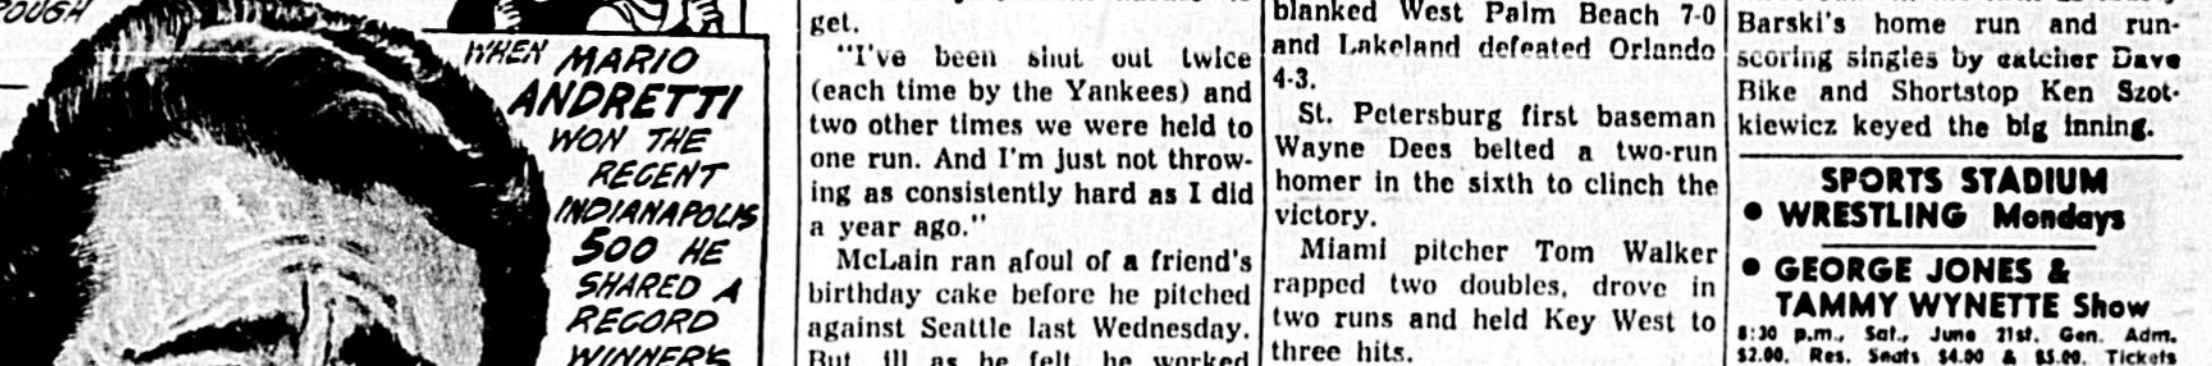 WHEN MARIO
ANDRETTI
WON THE
RECENT
INDIANAPOLIS
500 HE
SHARED A
RECORD
WINNER'S
get.
"I've been shut out twice
(each time by the Yankees) and
two other times we were held to
one run. And I'm just not throw-
ing as consistently hard as I did
a year ago."
McLain ran afoul of a friend's
birthday cake before he pitched
against Seattle last Wednesday.
But, ill as he felt, he worked
blanked West Palm Beach 7-0
and Lakeland defeated Orlando
4-3.
St. Petersburg first baseman
Wayne Dees belted a two-run
homer in the sixth to clinch the
victory.
Miami pitcher Tom Walker
rapped two doubles, drove in
two runs and held Key West to
three hits.
Barski's home run and run-
scoring singles by catcher Dave
Bike and Shortstop Ken Szot-
kiewicz keyed the big inning.
SPORTS STADIUM
• WRESTLING Mondays
• GEORGE JONES &
TAMMY WYNETTE Show
8:30 p.m., Sat., June 21st. Gen. Adm.
$2.00. Res. Seats $4.00 & $5.00. Tickets